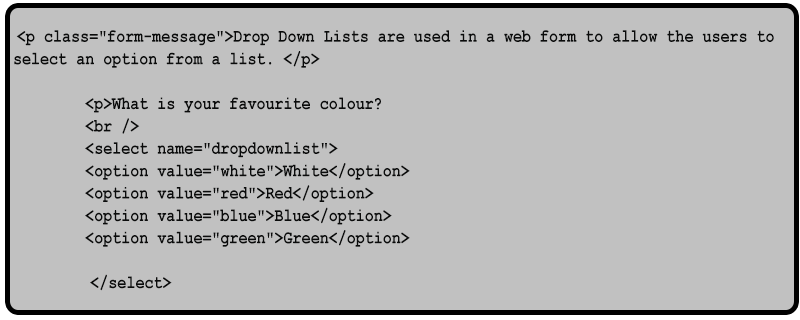 <p class="form-message">Drop Down Lists are used in a web form to allow the users to
select an option from a list. </p>
<p>What is your favourite colour?
<br />
<select name="dropdownlist">
<option value="white">White</option>
<option value="red">Red</option>
<option value="blue">Blue</option>
<option value="green">Green</option>
</select>